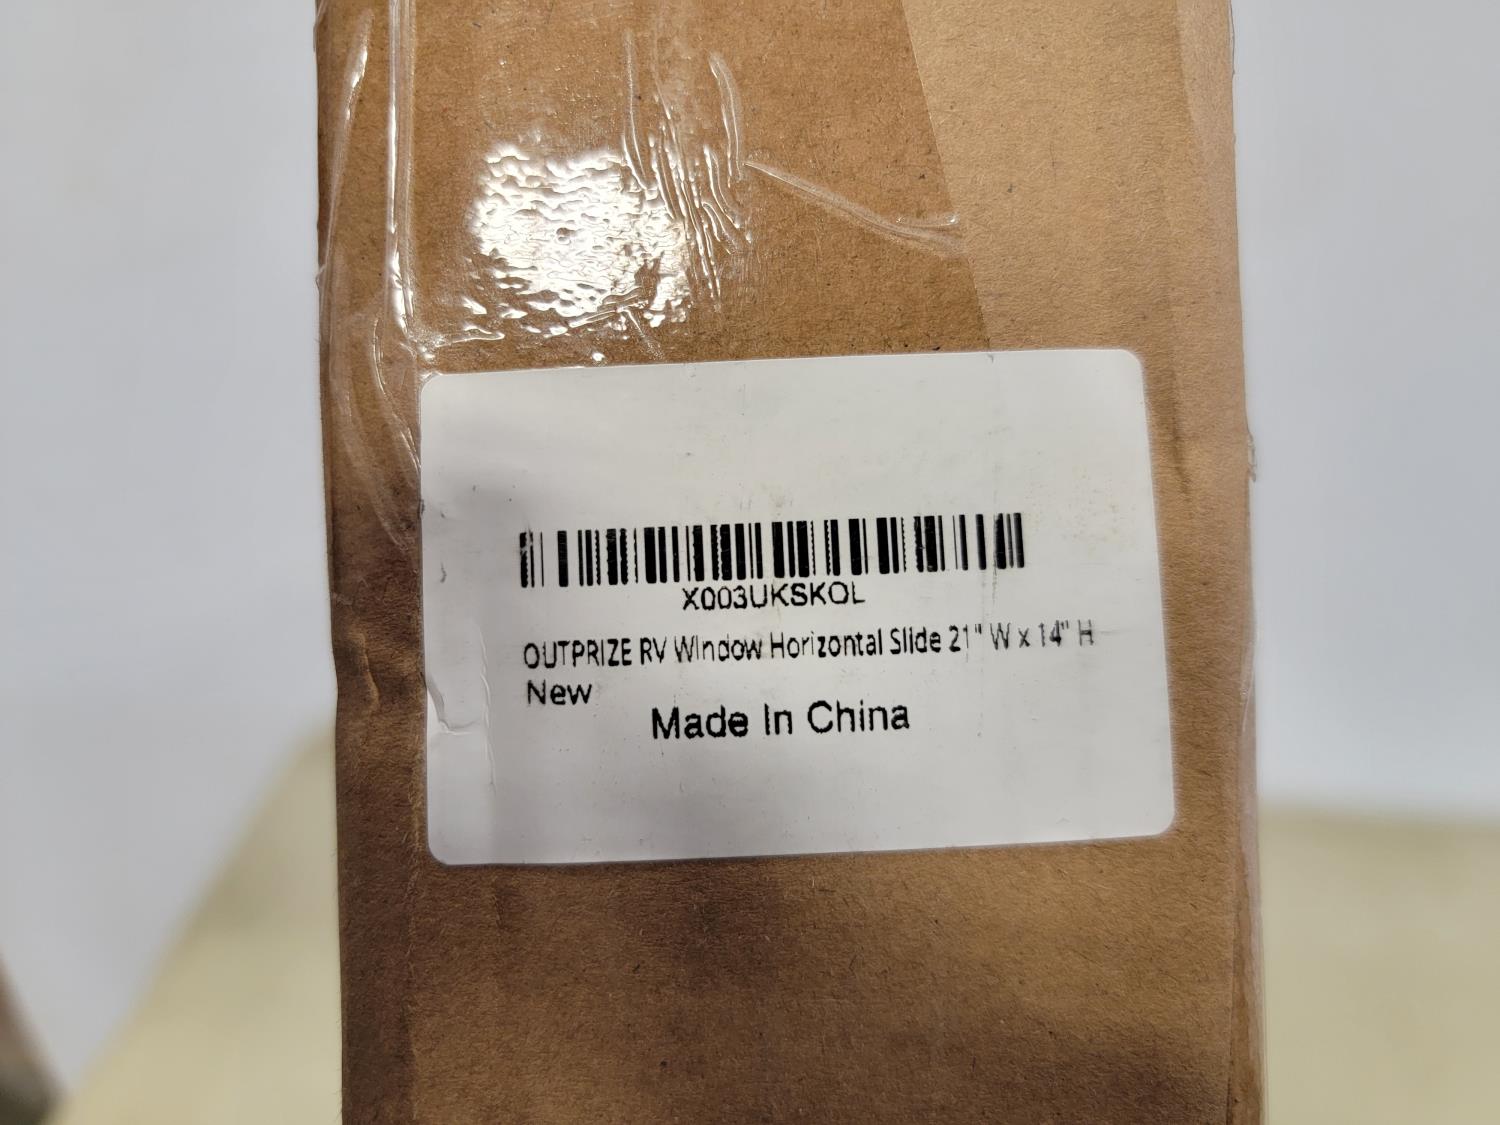 X003UKSKOL
OUTPRIZE RV Window Horizontal Slide 21" W x 14" H
New
Made In China